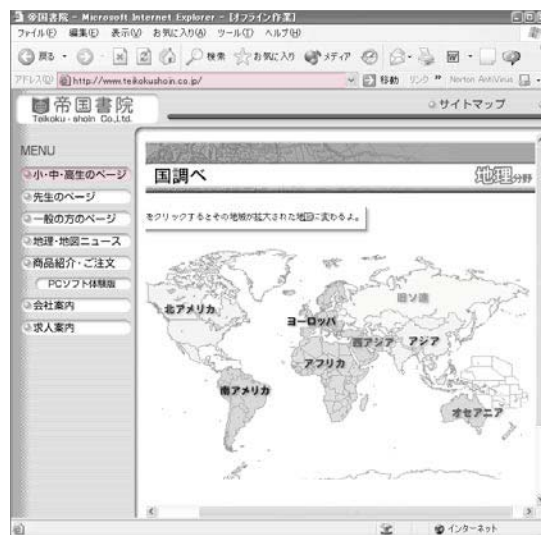 帝国書院 - Microsoft Internet Explorer - [オフライン作業]
ファイル(F) 編集(E) 表示(V) お気に入り(A) ツール(T) ヘルプ(H)
戻る 検索 お気に入り メディア
アドレス(D) http://www.teikokushoin.co.jp/ 移動 リンク Norton AntiVirus
帝国書院
Teikoku-shoin Co.,Ltd.
サイトマップ
MENU
小・中・高生のページ
先生のページ
一般の方のページ
地理・地図ニュース
商品紹介・ご注文
PCソフト体験版
会社案内
求人案内
国調べ
地理分野
をクリックするとその地域が拡大された地図に変わるよ。
北アメリカ
ヨーロッパ
旧ソ連
西アジア
アジア
アフリカ
南アメリカ
オセアニア
インターネット